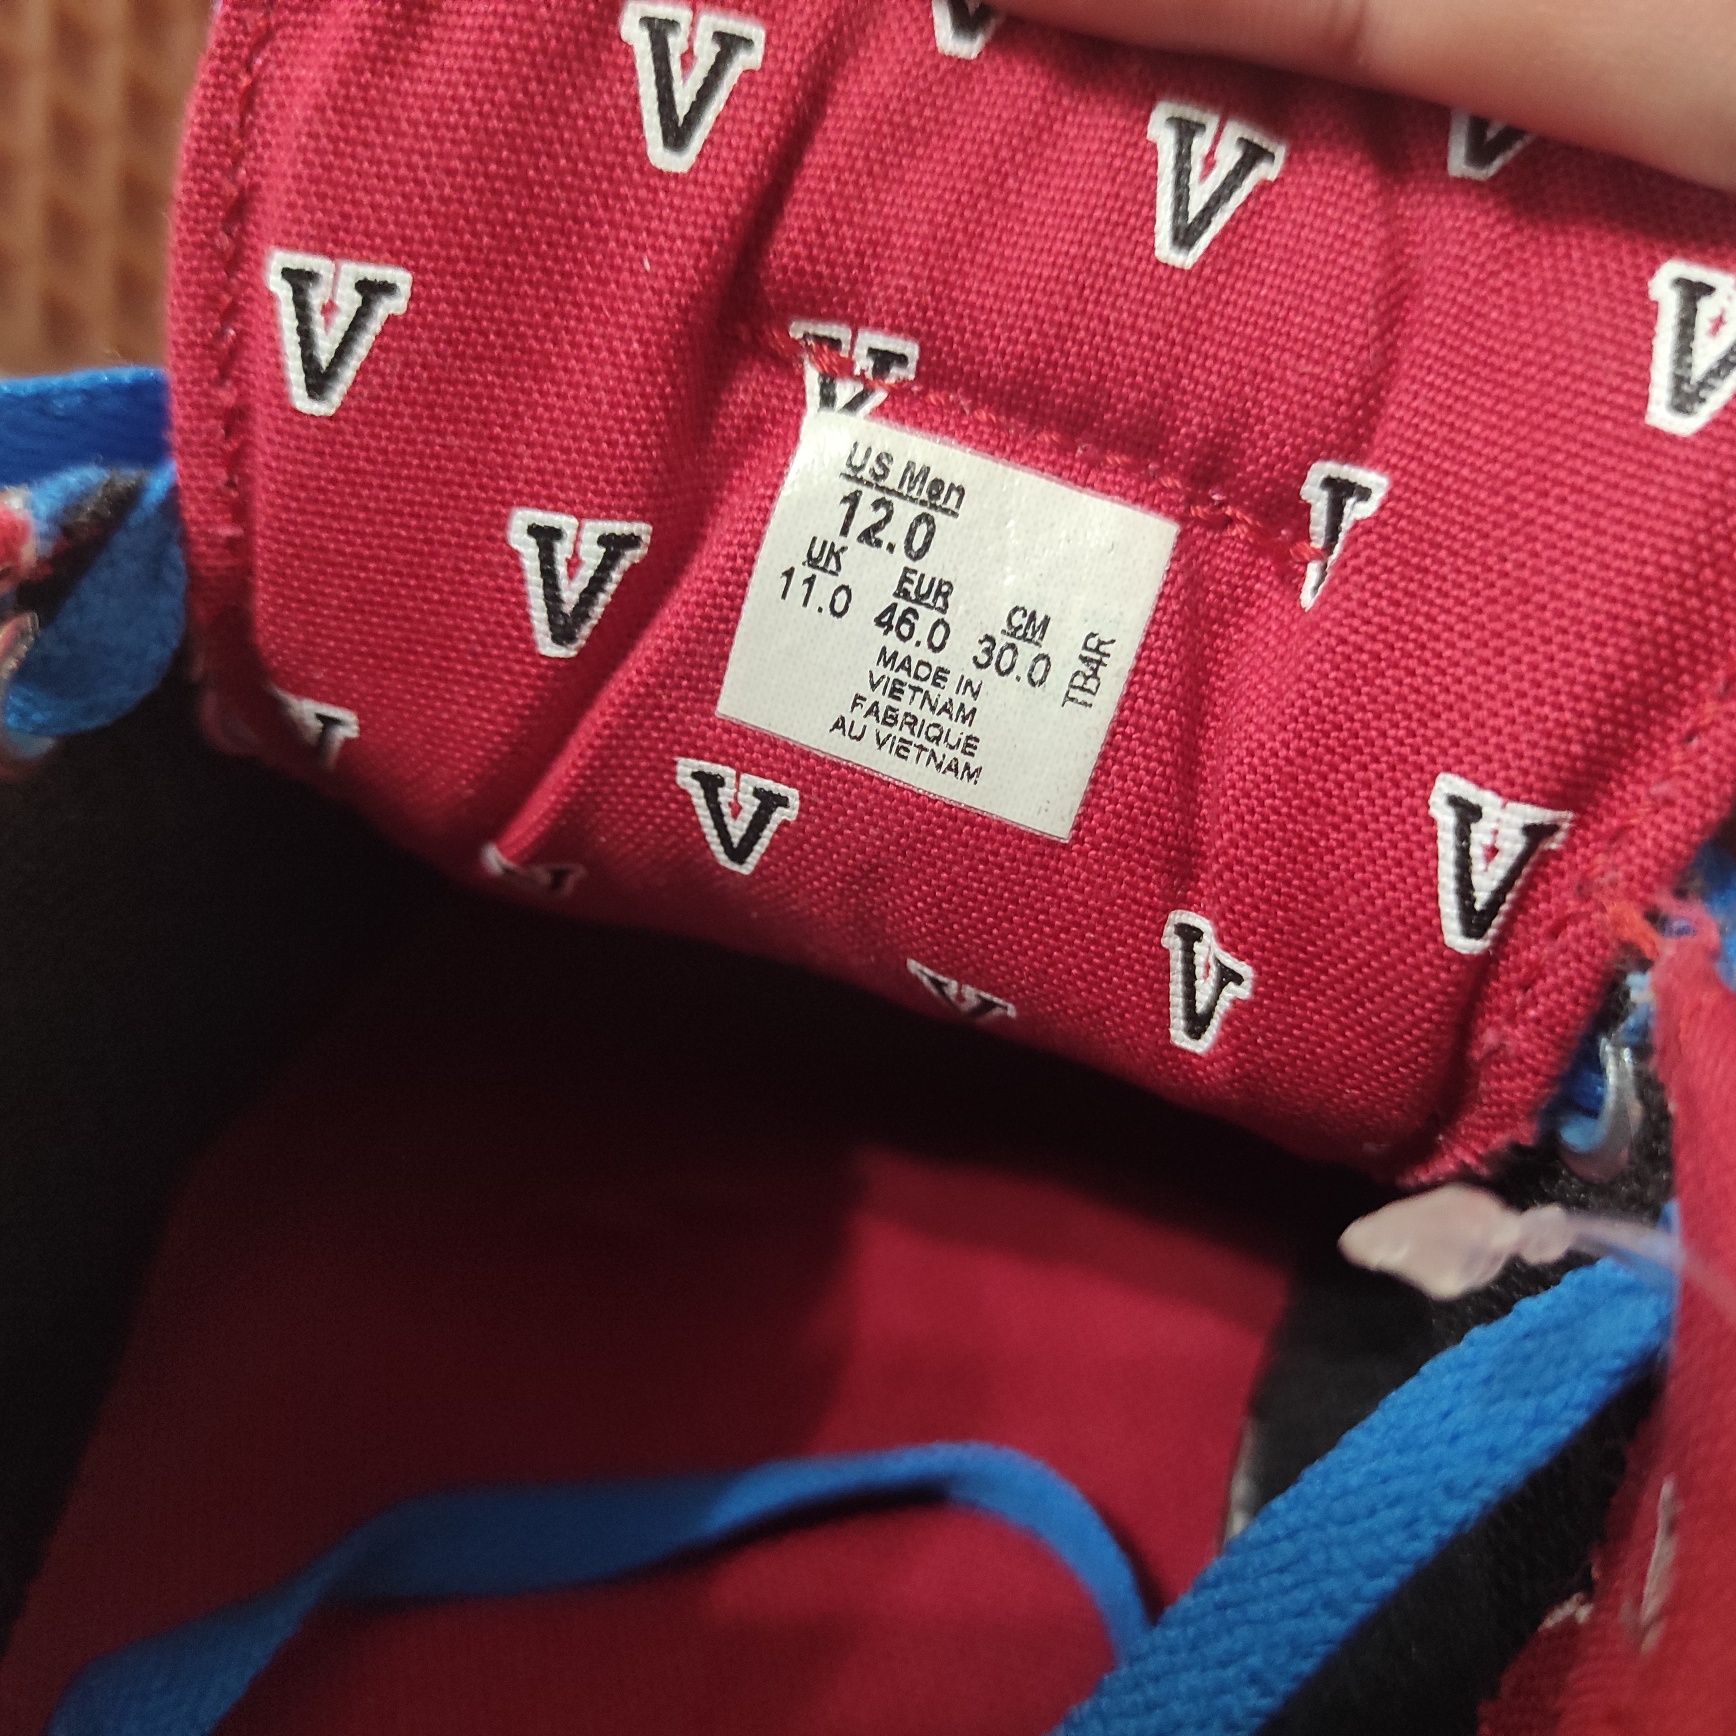 V V V V
V V V
V V V
US Men
12.0
UK EUR CM
11.0 46.0 30.0
TB4R
MADE IN
VIETNAM
FABRIQUE
AU VIETNAM
V V V
V V